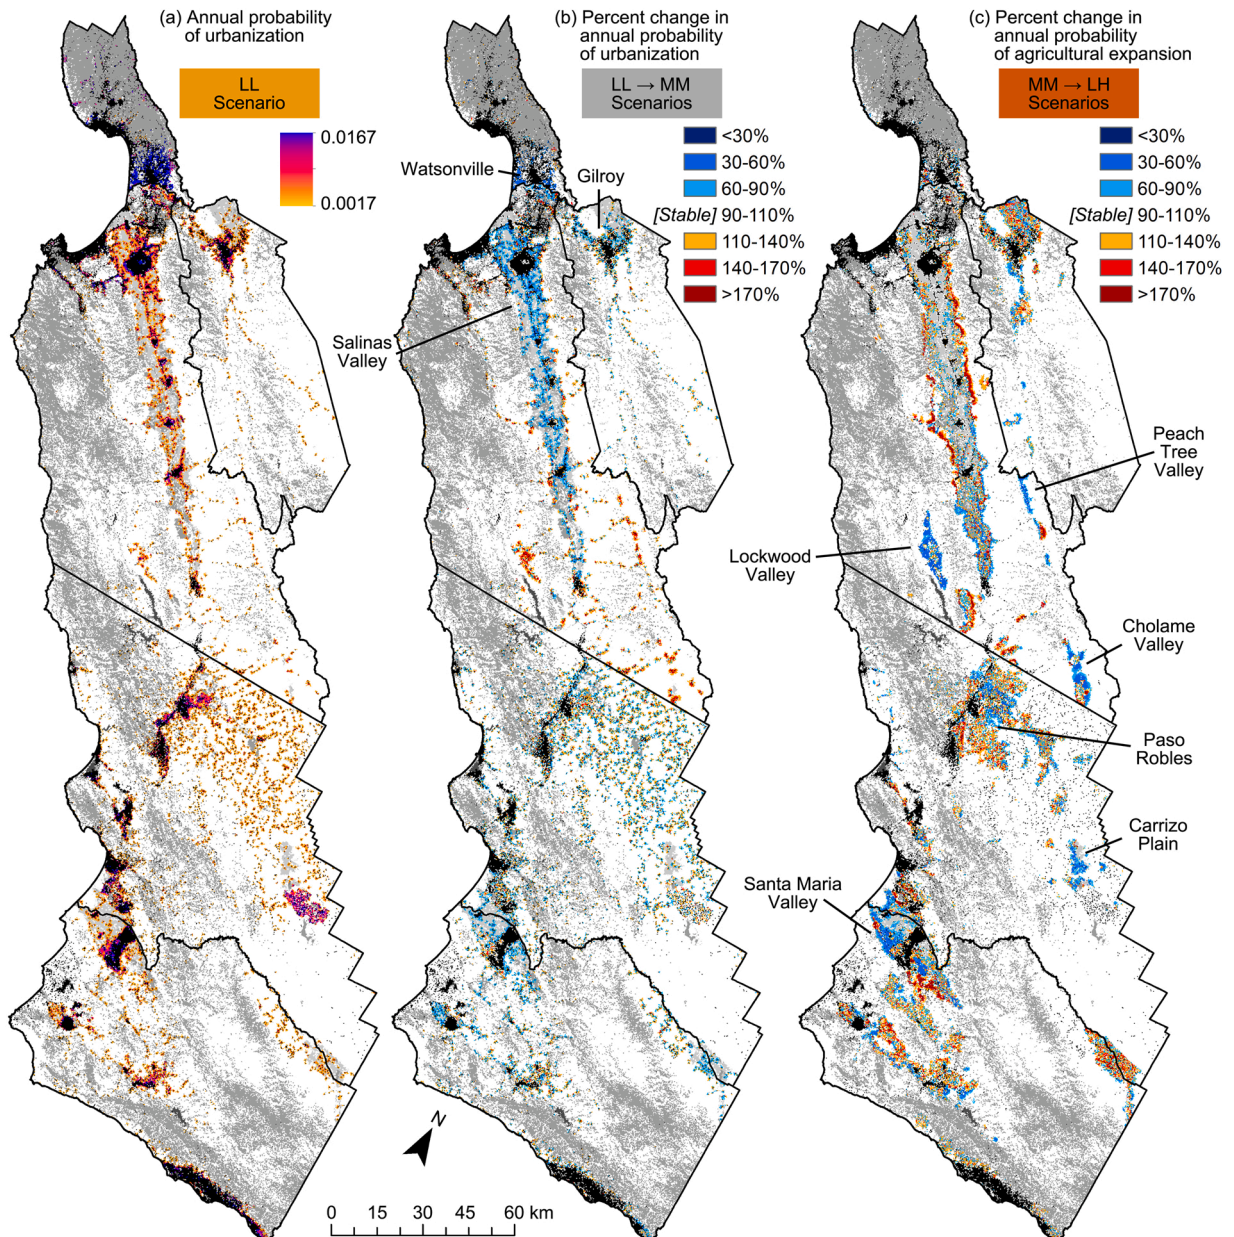 (a) Annual probability
of urbanization
LL
Scenario
0.0167
0.0017
(b) Percent change in
annual probability
of urbanization
LL → MM
Scenarios
<30%
30-60%
60-90%
[Stable] 90-110%
110-140%
140-170%
>170%
Watsonville
Gilroy
Salinas
Valley
(c) Percent change in
annual probability
of agricultural expansion
MM → LH
Scenarios
<30%
30-60%
60-90%
[Stable] 90-110%
110-140%
140-170%
>170%
Peach
Tree
Valley
Lockwood
Valley
Cholame
Valley
Paso
Robles
Carrizo
Plain
Santa Maria
Valley
N
0 15 30 45 60 km